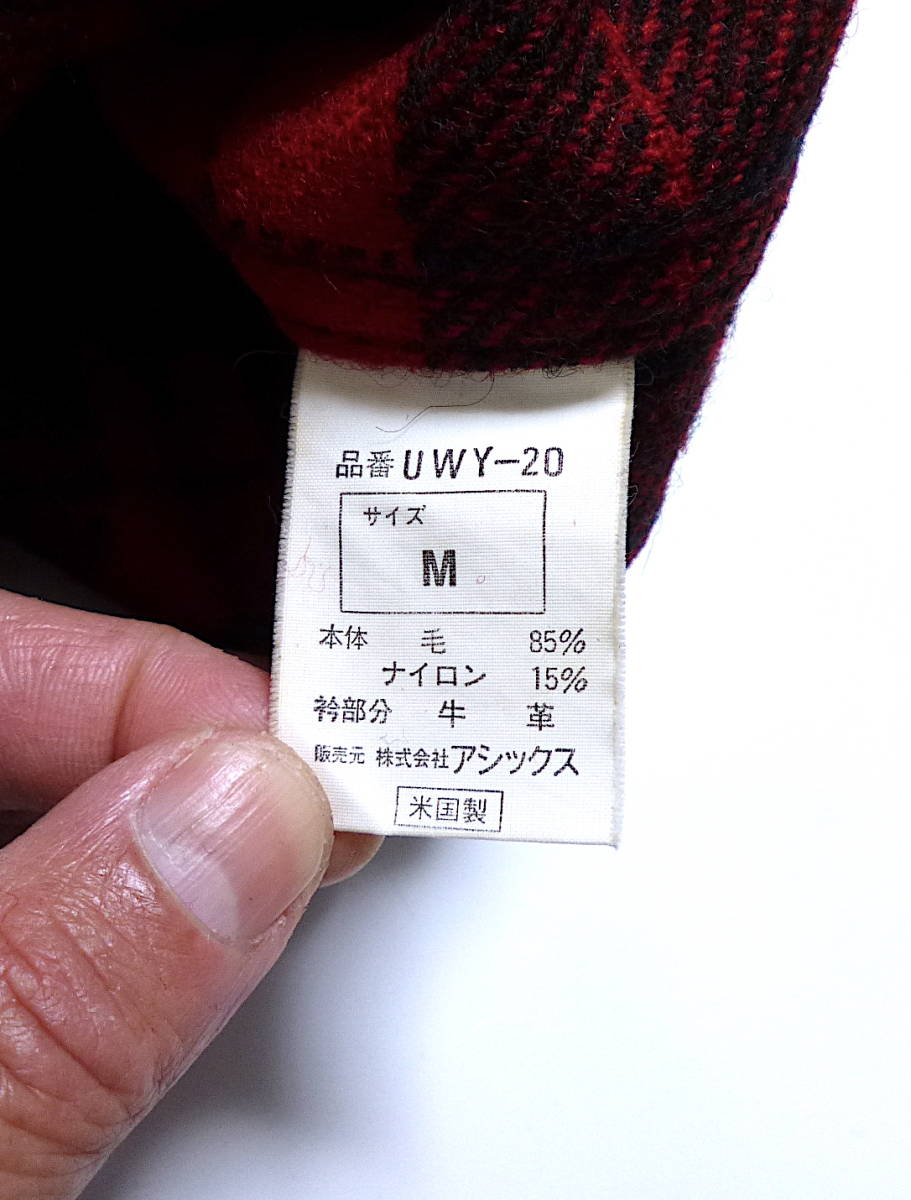 品番 UWY-20
サイズ
M
本体 毛 85%
ナイロン 15%
衿部分 牛 革
販売元 株式会社アシックス
米国製